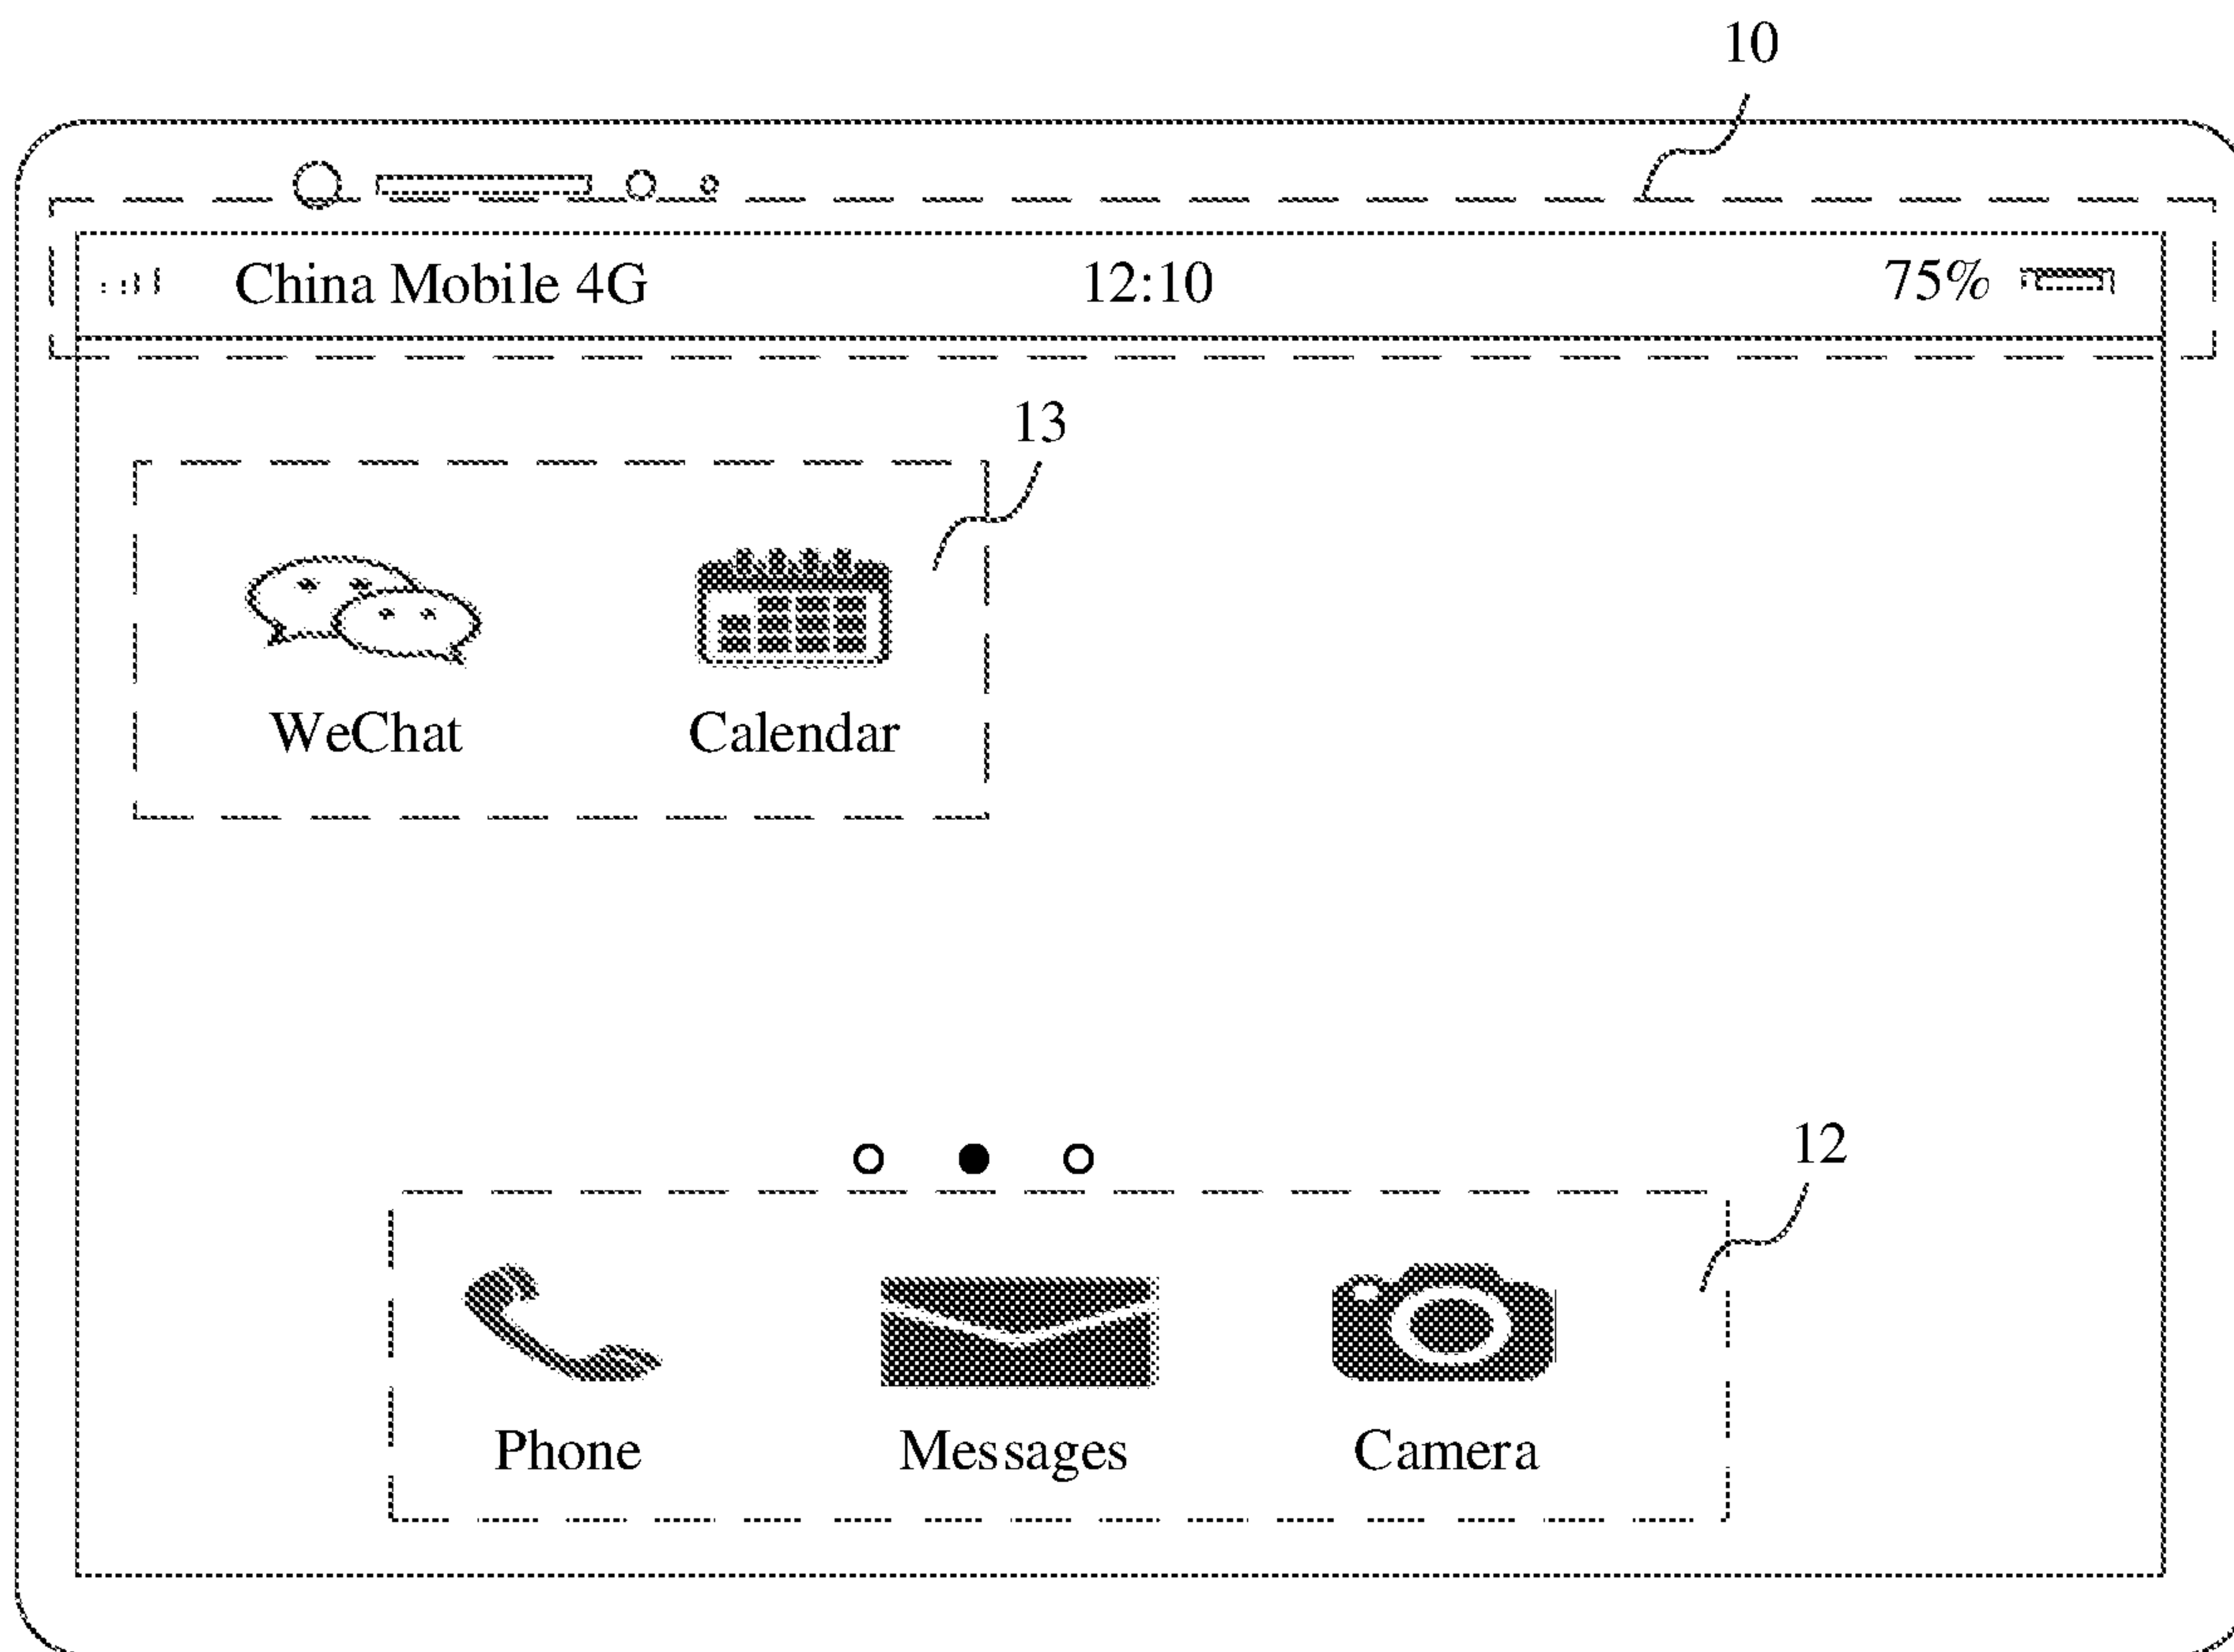 10
China Mobile 4G 12:10 75%
13
WeChat Calendar
12
Phone Messages Camera